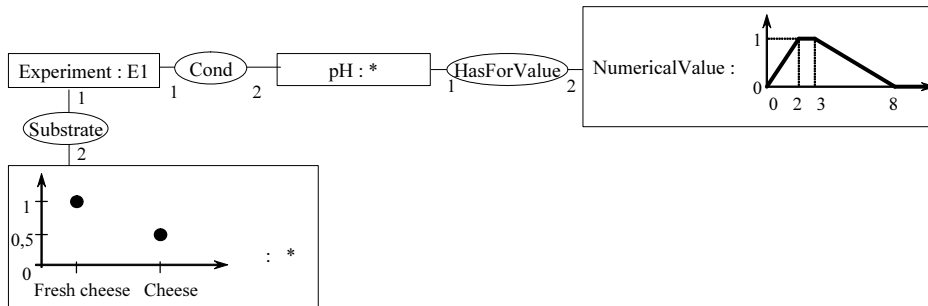 Experiment : E1
1
Cond
2
pH : *
1
HasForValue
2
NumericalValue :
1
0
0 2 3 8
1
Substrate
2
1
0,5
0
: *
Fresh cheese Cheese